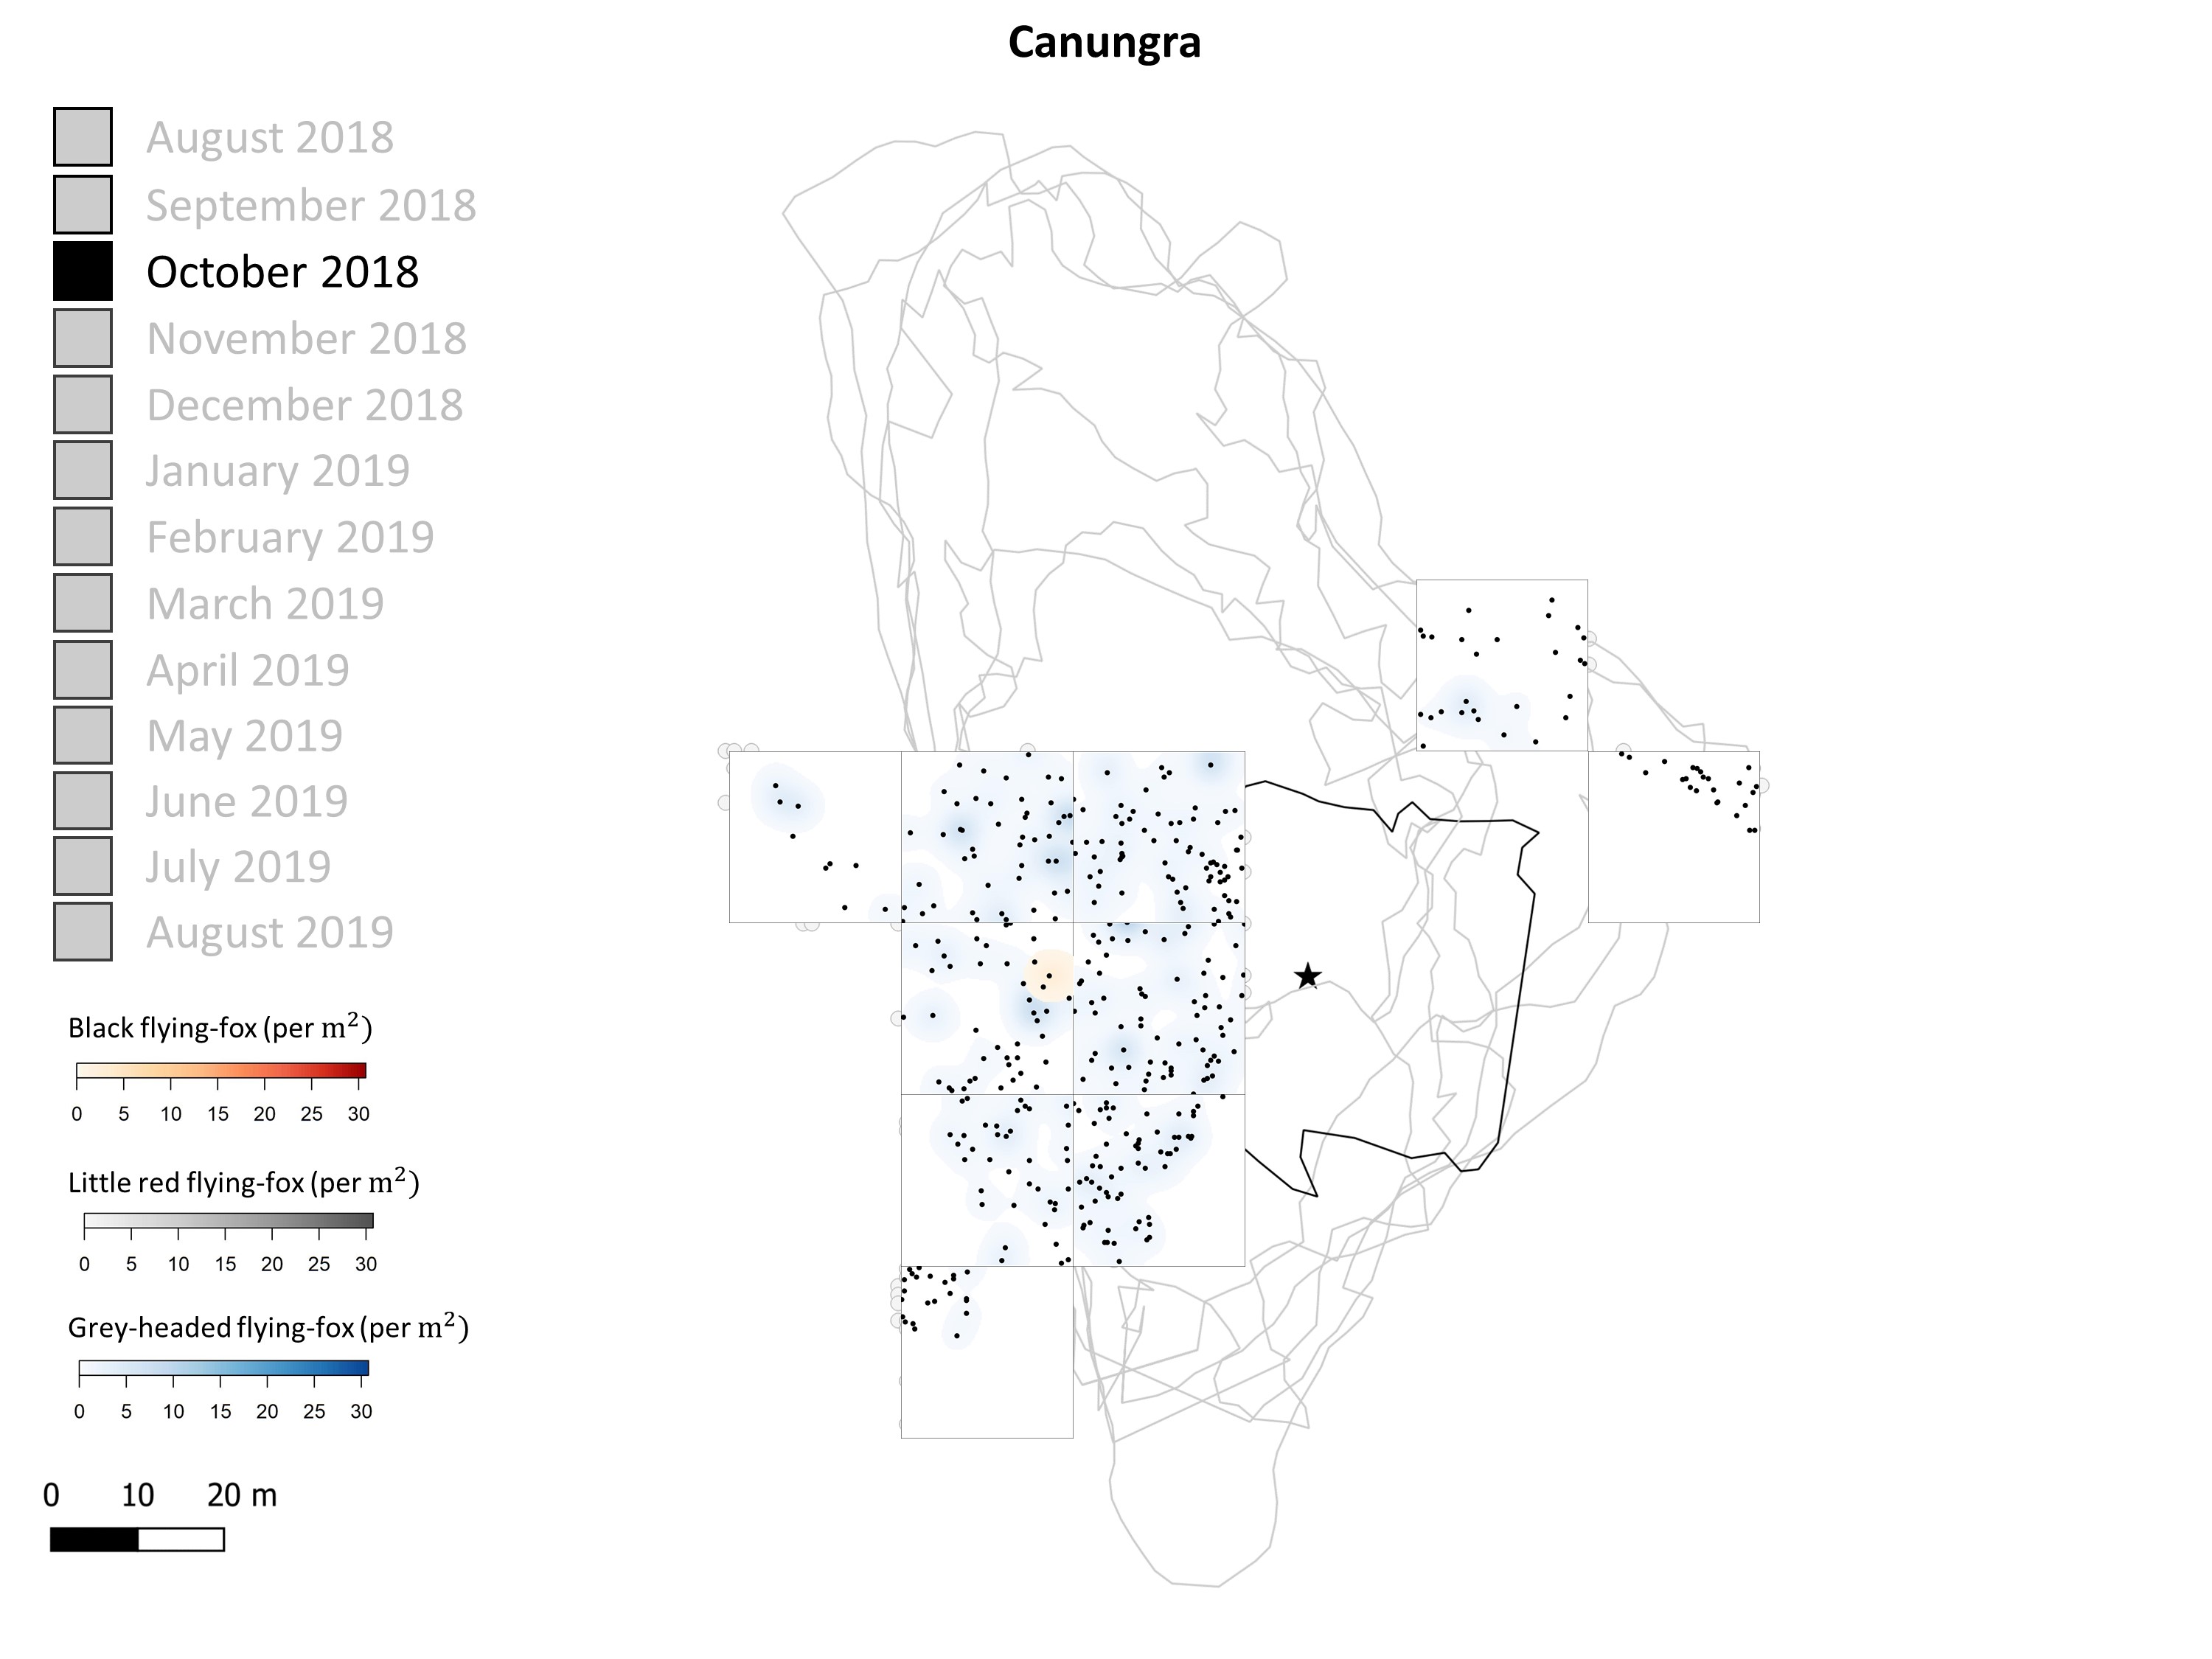 Canungra
August 2018
September 2018
October 2018
November 2018
December 2018
January 2019
February 2019
March 2019
April 2019
May 2019
June 2019
July 2019
August 2019
Black flying-fox (per m²)
0 5 10 15 20 25 30
Little red flying-fox (per m²)
0 5 10 15 20 25 30
Grey-headed flying-fox (per m²)
0 5 10 15 20 25 30
0 10 20 m